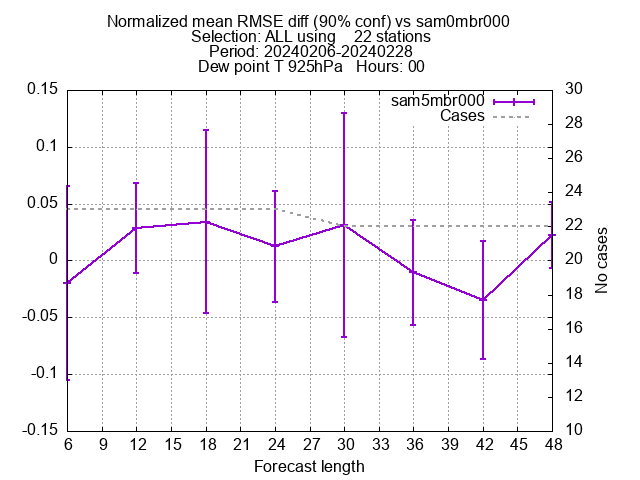 Normalized mean RMSE diff (90% conf) vs sam0mbr000
Selection: ALL using    22 stations
Period: 20240206-20240228
Dew point T 925hPa   Hours: 00
sam5mbr000
Cases
0.15
0.1
0.05
0
-0.05
-0.1
-0.15
30
28
26
24
22
20
18
16
14
12
10
No cases
6 9 12 15 18 21 24 27 30 33 36 39 42 45 48
Forecast length